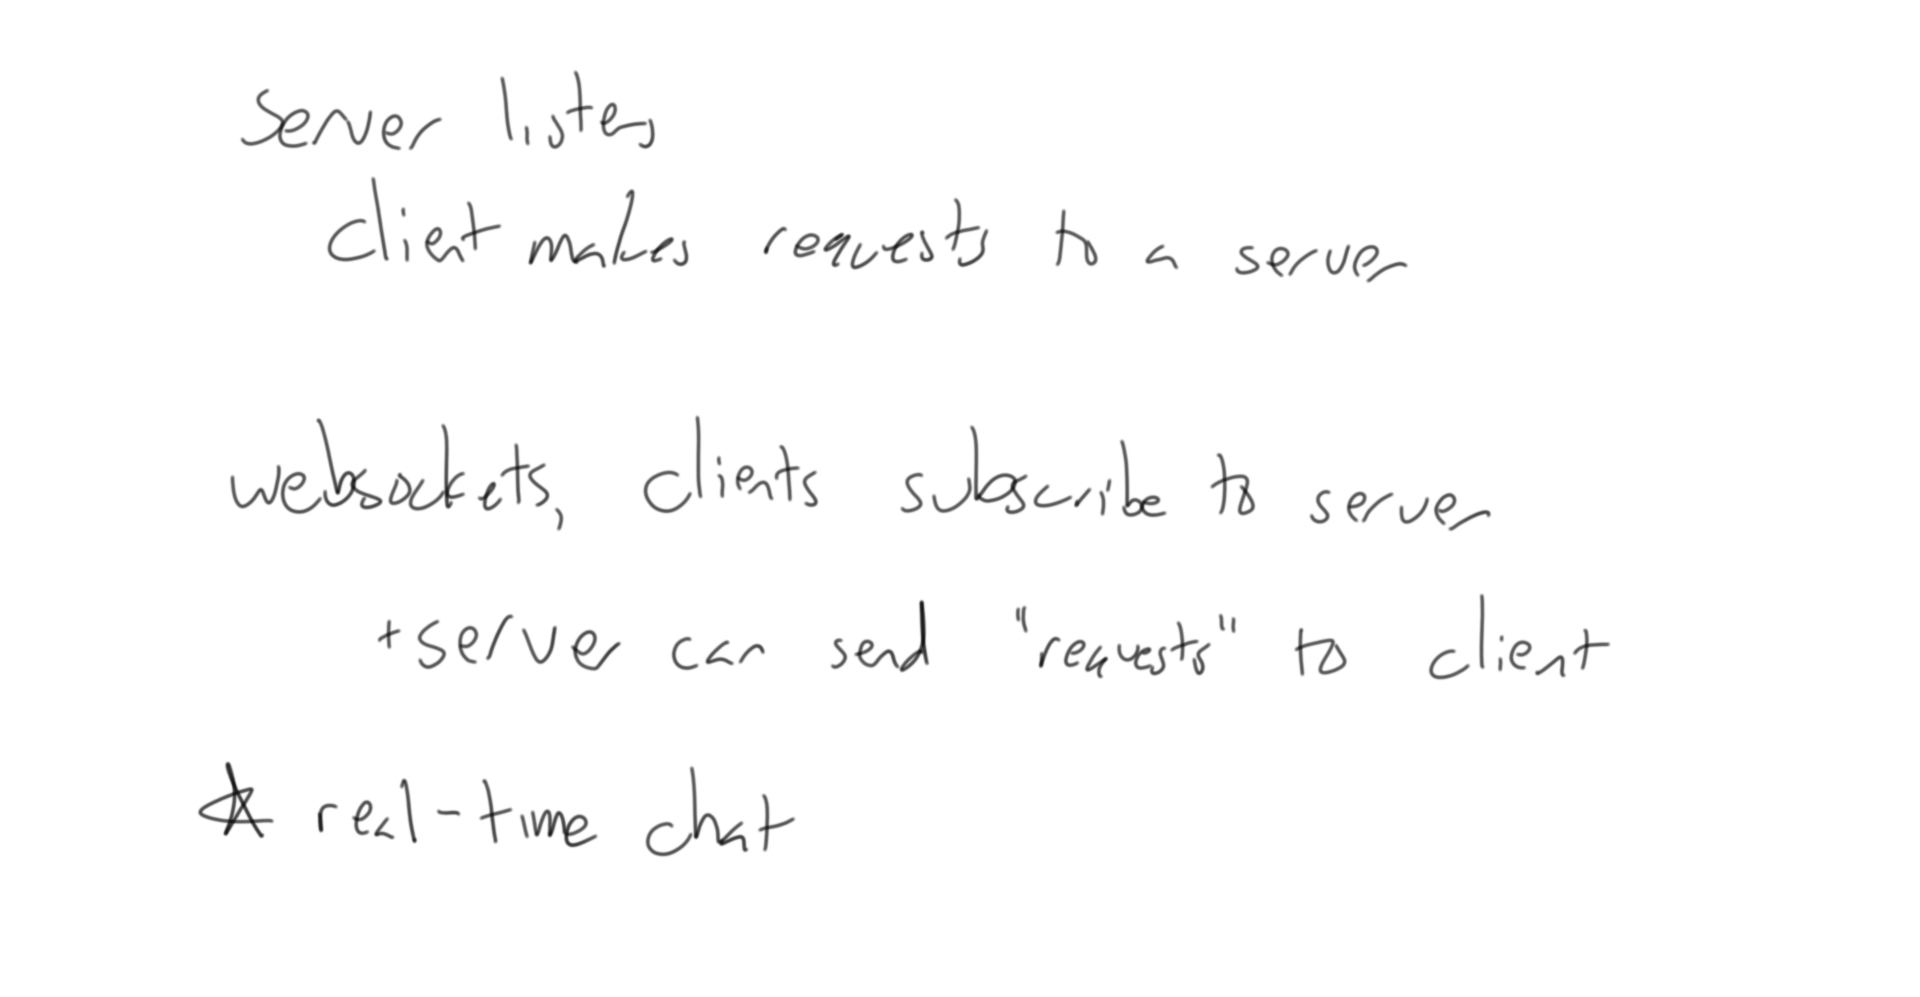 Server listens
client makes requests to a server
websockets, clients subscribe to server
+ server can send "requests" to client
☆ real-time chat